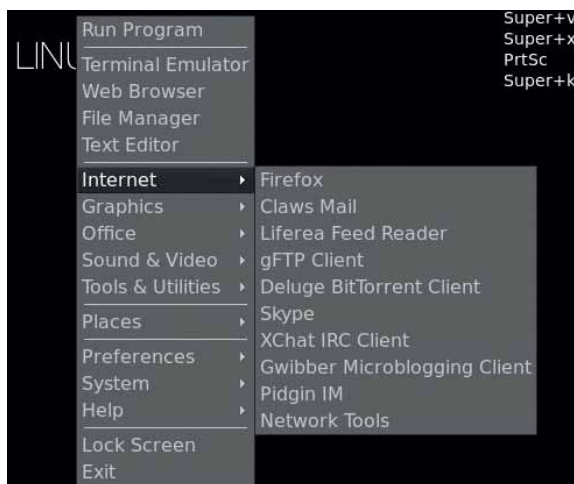 LINU
Super+v
Super+x
PrtSc
Super+k
Run Program
Terminal Emulator
Web Browser
File Manager
Text Editor
Internet
Graphics
Office
Sound & Video
Tools & Utilities
Places
Preferences
System
Help
Lock Screen
Exit
Firefox
Claws Mail
Liferea Feed Reader
gFTP Client
Deluge BitTorrent Client
Skype
XChat IRC Client
Gwibber Microblogging Client
Pidgin IM
Network Tools